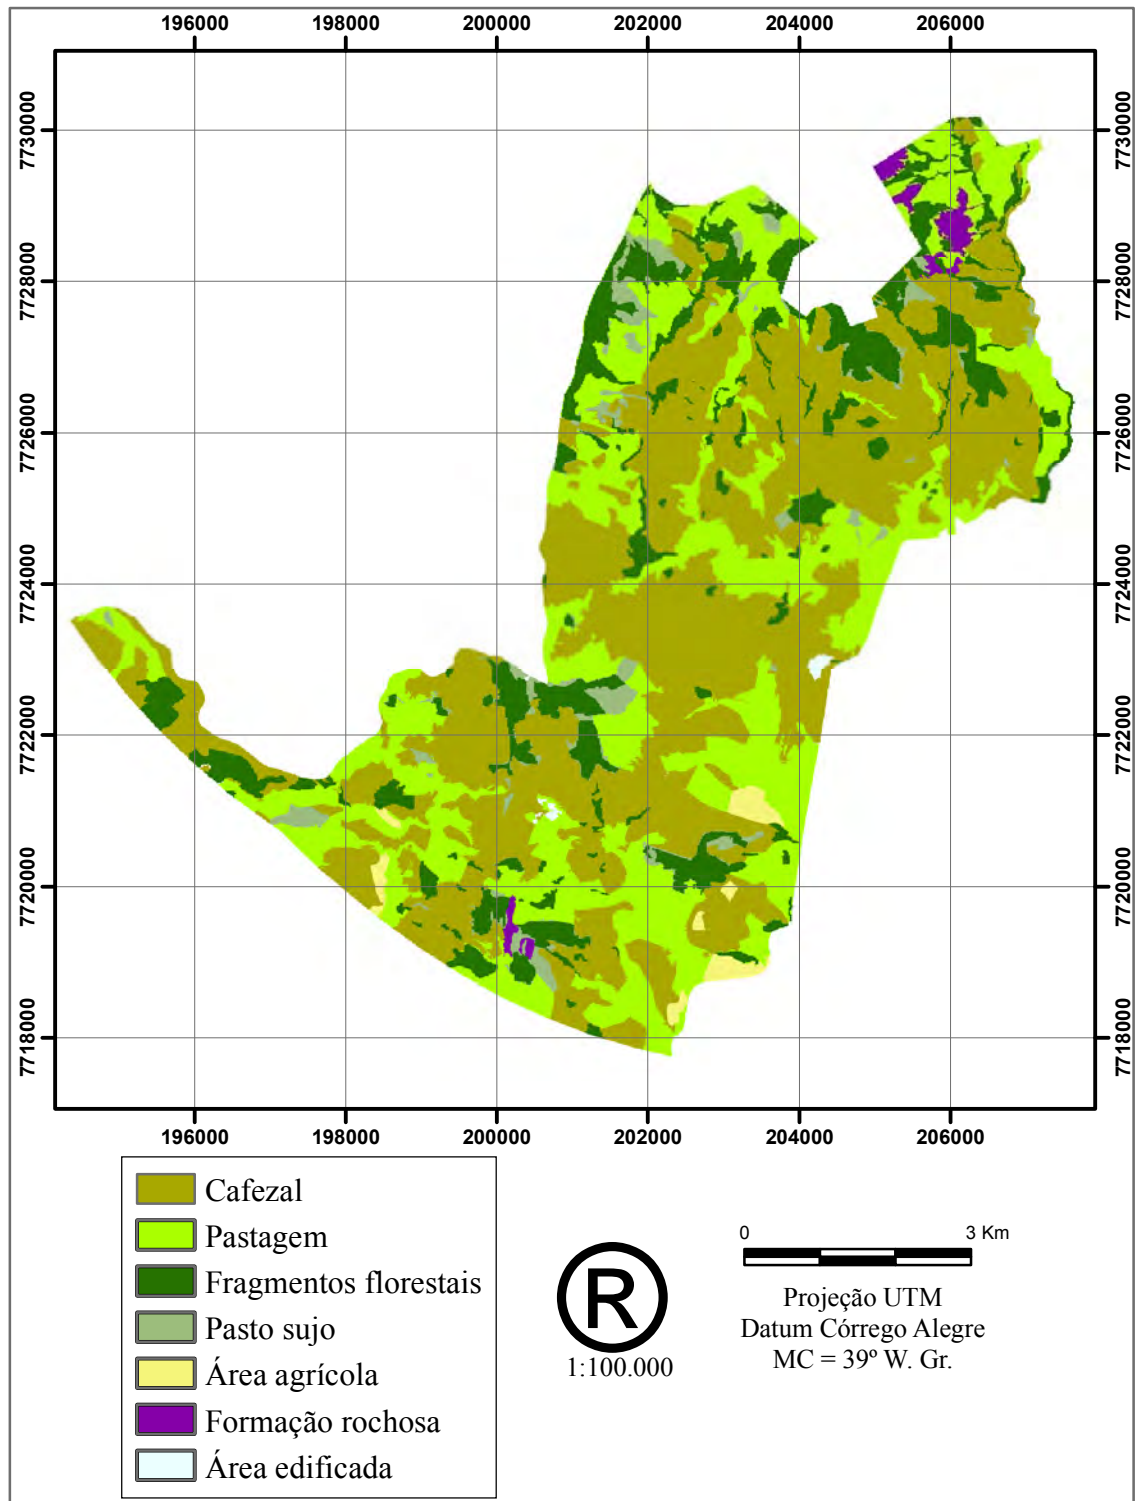 196000 198000 200000 202000 204000 206000
7730000 7730000
7728000 7728000
7726000 7726000
7724000 7724000
7722000 7722000
7720000 7720000
7718000 7718000
196000 198000 200000 202000 204000 206000
Cafezal
Pastagem
Fragmentos florestais
Pasto sujo
Área agrícola
Formação rochosa
Área edificada
R
1:100.000
0 3 Km
Projeção UTM
Datum Córrego Alegre
MC = 39º W. Gr.